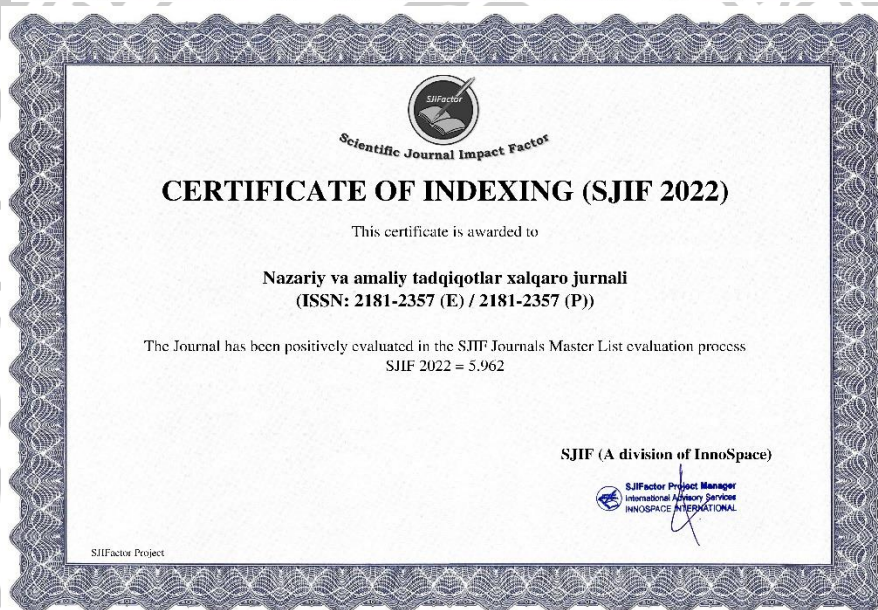 SJIFactor
Scientific Journal Impact Factor
CERTIFICATE OF INDEXING (SJIF 2022)
This certificate is awarded to
Nazariy va amaliy tadqiqotlar xalqaro jurnali
(ISSN: 2181-2357 (E) / 2181-2357 (P))
The Journal has been positively evaluated in the SJIF Journals Master List evaluation process
SJIF 2022 = 5.962
SJIF (A division of InnoSpace)
SJIFactor Project Manager
International Advisory Services
INNOSPACE INTERNATIONAL
SJIFactor Project